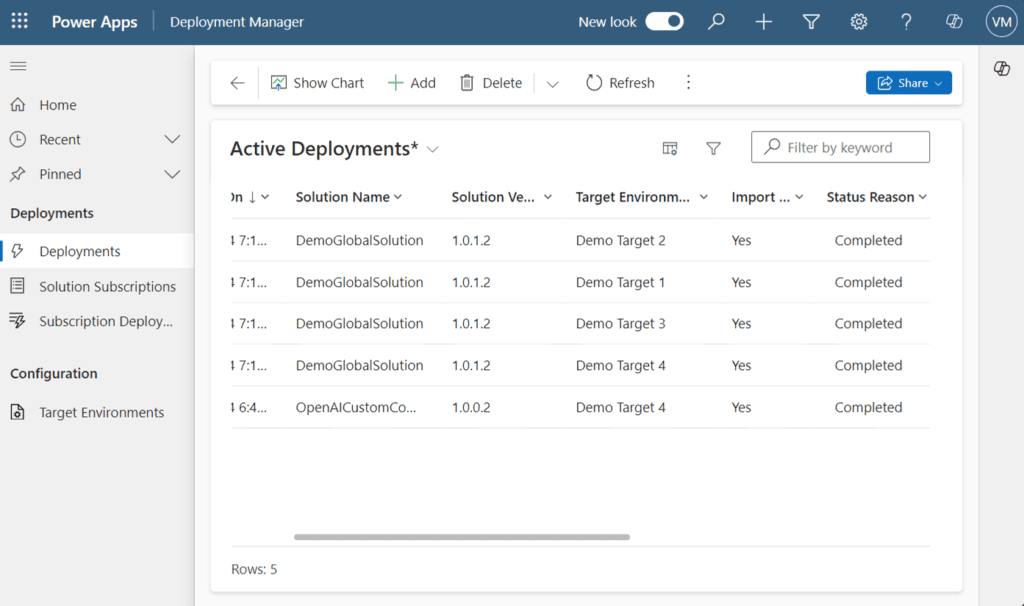 Power Apps Deployment Manager New look VM
Show Chart Add Delete Refresh Share
Home
Recent
Pinned
Deployments
Deployments
Solution Subscriptions
Subscription Deploy...
Configuration
Target Environments
Active Deployments* Filter by keyword
On Solution Name Solution Ve... Target Environm... Import ... Status Reason
4 7:1... DemoGlobalSolution 1.0.1.2 Demo Target 2 Yes Completed
4 7:1... DemoGlobalSolution 1.0.1.2 Demo Target 1 Yes Completed
4 7:1... DemoGlobalSolution 1.0.1.2 Demo Target 3 Yes Completed
4 7:1... DemoGlobalSolution 1.0.1.2 Demo Target 4 Yes Completed
4 6:4... OpenAICustomCo... 1.0.0.2 Demo Target 4 Yes Completed
Rows: 5